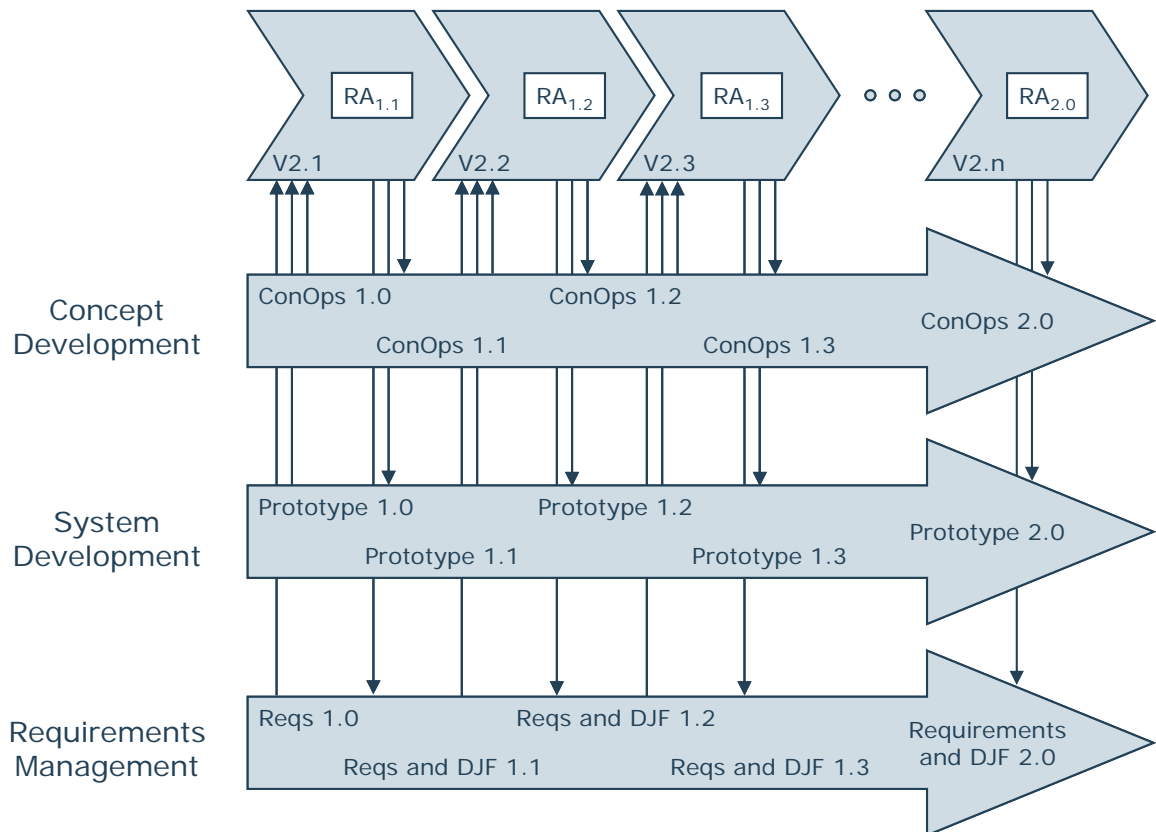 RA1.1
RA1.2
RA1.3
RA2.0
V2.1
V2.2
V2.3
V2.n
Concept
Development
ConOps 1.0
ConOps 1.2
ConOps 1.1
ConOps 1.3
ConOps 2.0
System
Development
Prototype 1.0
Prototype 1.2
Prototype 1.1
Prototype 1.3
Prototype 2.0
Requirements
Management
Reqs 1.0
Reqs and DJF 1.2
Reqs and DJF 1.1
Reqs and DJF 1.3
Requirements
and DJF 2.0